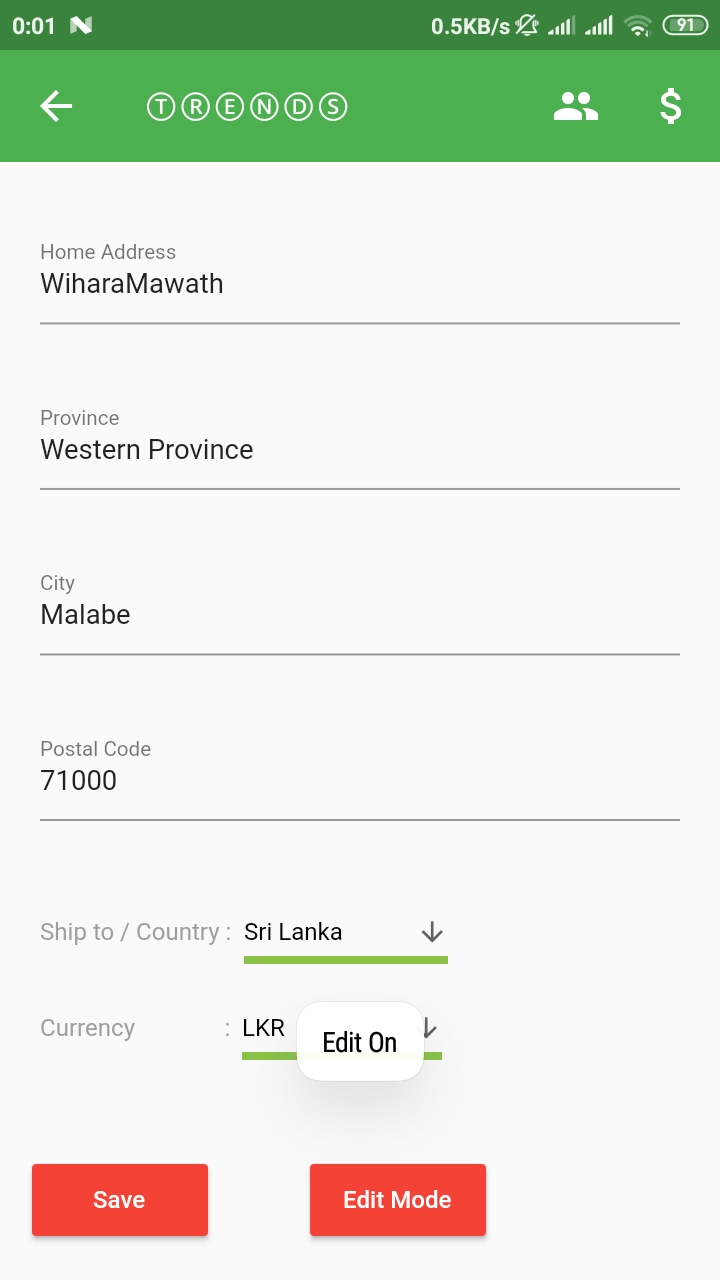 0:01 0.5KB/s 91
ⓉⓇⒺⓃⒹⓈ $
Home Address
WiharaMawath
Province
Western Province
City
Malabe
Postal Code
71000
Ship to / Country : Sri Lanka
Currency : LKR
Edit On
Save Edit Mode